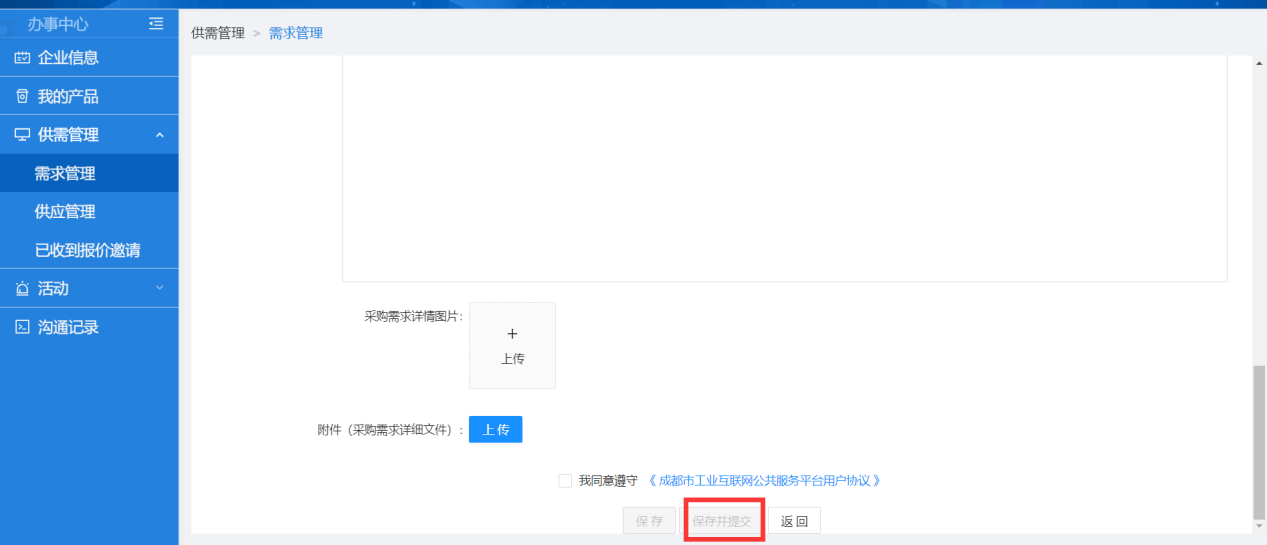 办事中心
企业信息
我的产品
供需管理
需求管理
供应管理
已收到报价邀请
活动
沟通记录
供需管理 > 需求管理
采购需求详情图片:
+
上传
附件（采购需求详细文件）:
上传
我同意遵守 《 成都市工业互联网公共服务平台用户协议 》
保存 保存并提交 返回